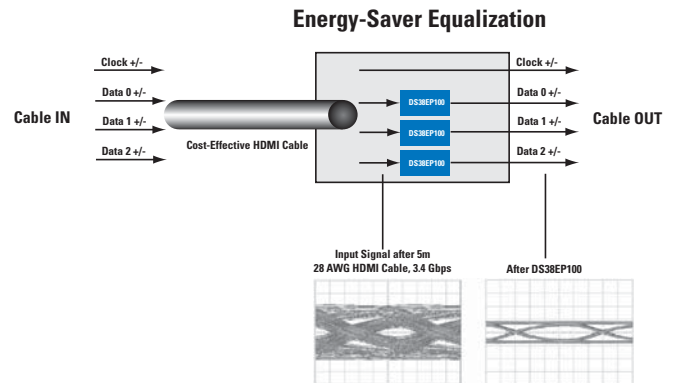 Energy-Saver Equalization
Clock +/-
Data 0 +/-
Data 1 +/-
Data 2 +/-
Cable IN
Cost-Effective HDMI Cable
DS38EP100
DS38EP100
DS38EP100
Clock +/-
Data 0 +/-
Data 1 +/-
Data 2 +/-
Cable OUT
Input Signal after 5m
28 AWG HDMI Cable, 3.4 Gbps
After DS38EP100